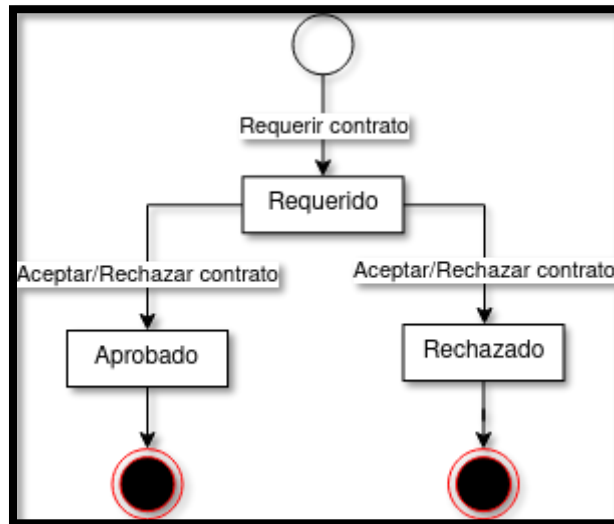 Requerir contrato
Requerido
Aceptar/Rechazar contrato
Aceptar/Rechazar contrato
Aprobado
Rechazado